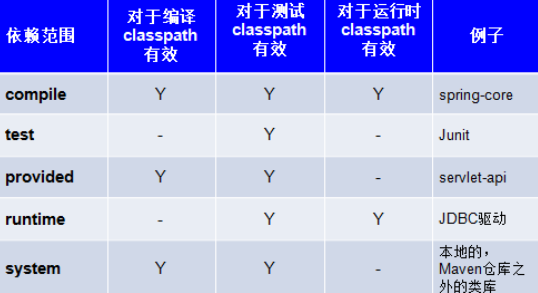 依赖范围 对于编译classpath有效 对于测试classpath有效 对于运行时classpath有效 例子
compile Y Y Y spring-core
test - Y - Junit
provided Y Y - servlet-api
runtime - Y Y JDBC驱动
system Y Y - 本地的，Maven仓库之外的类库